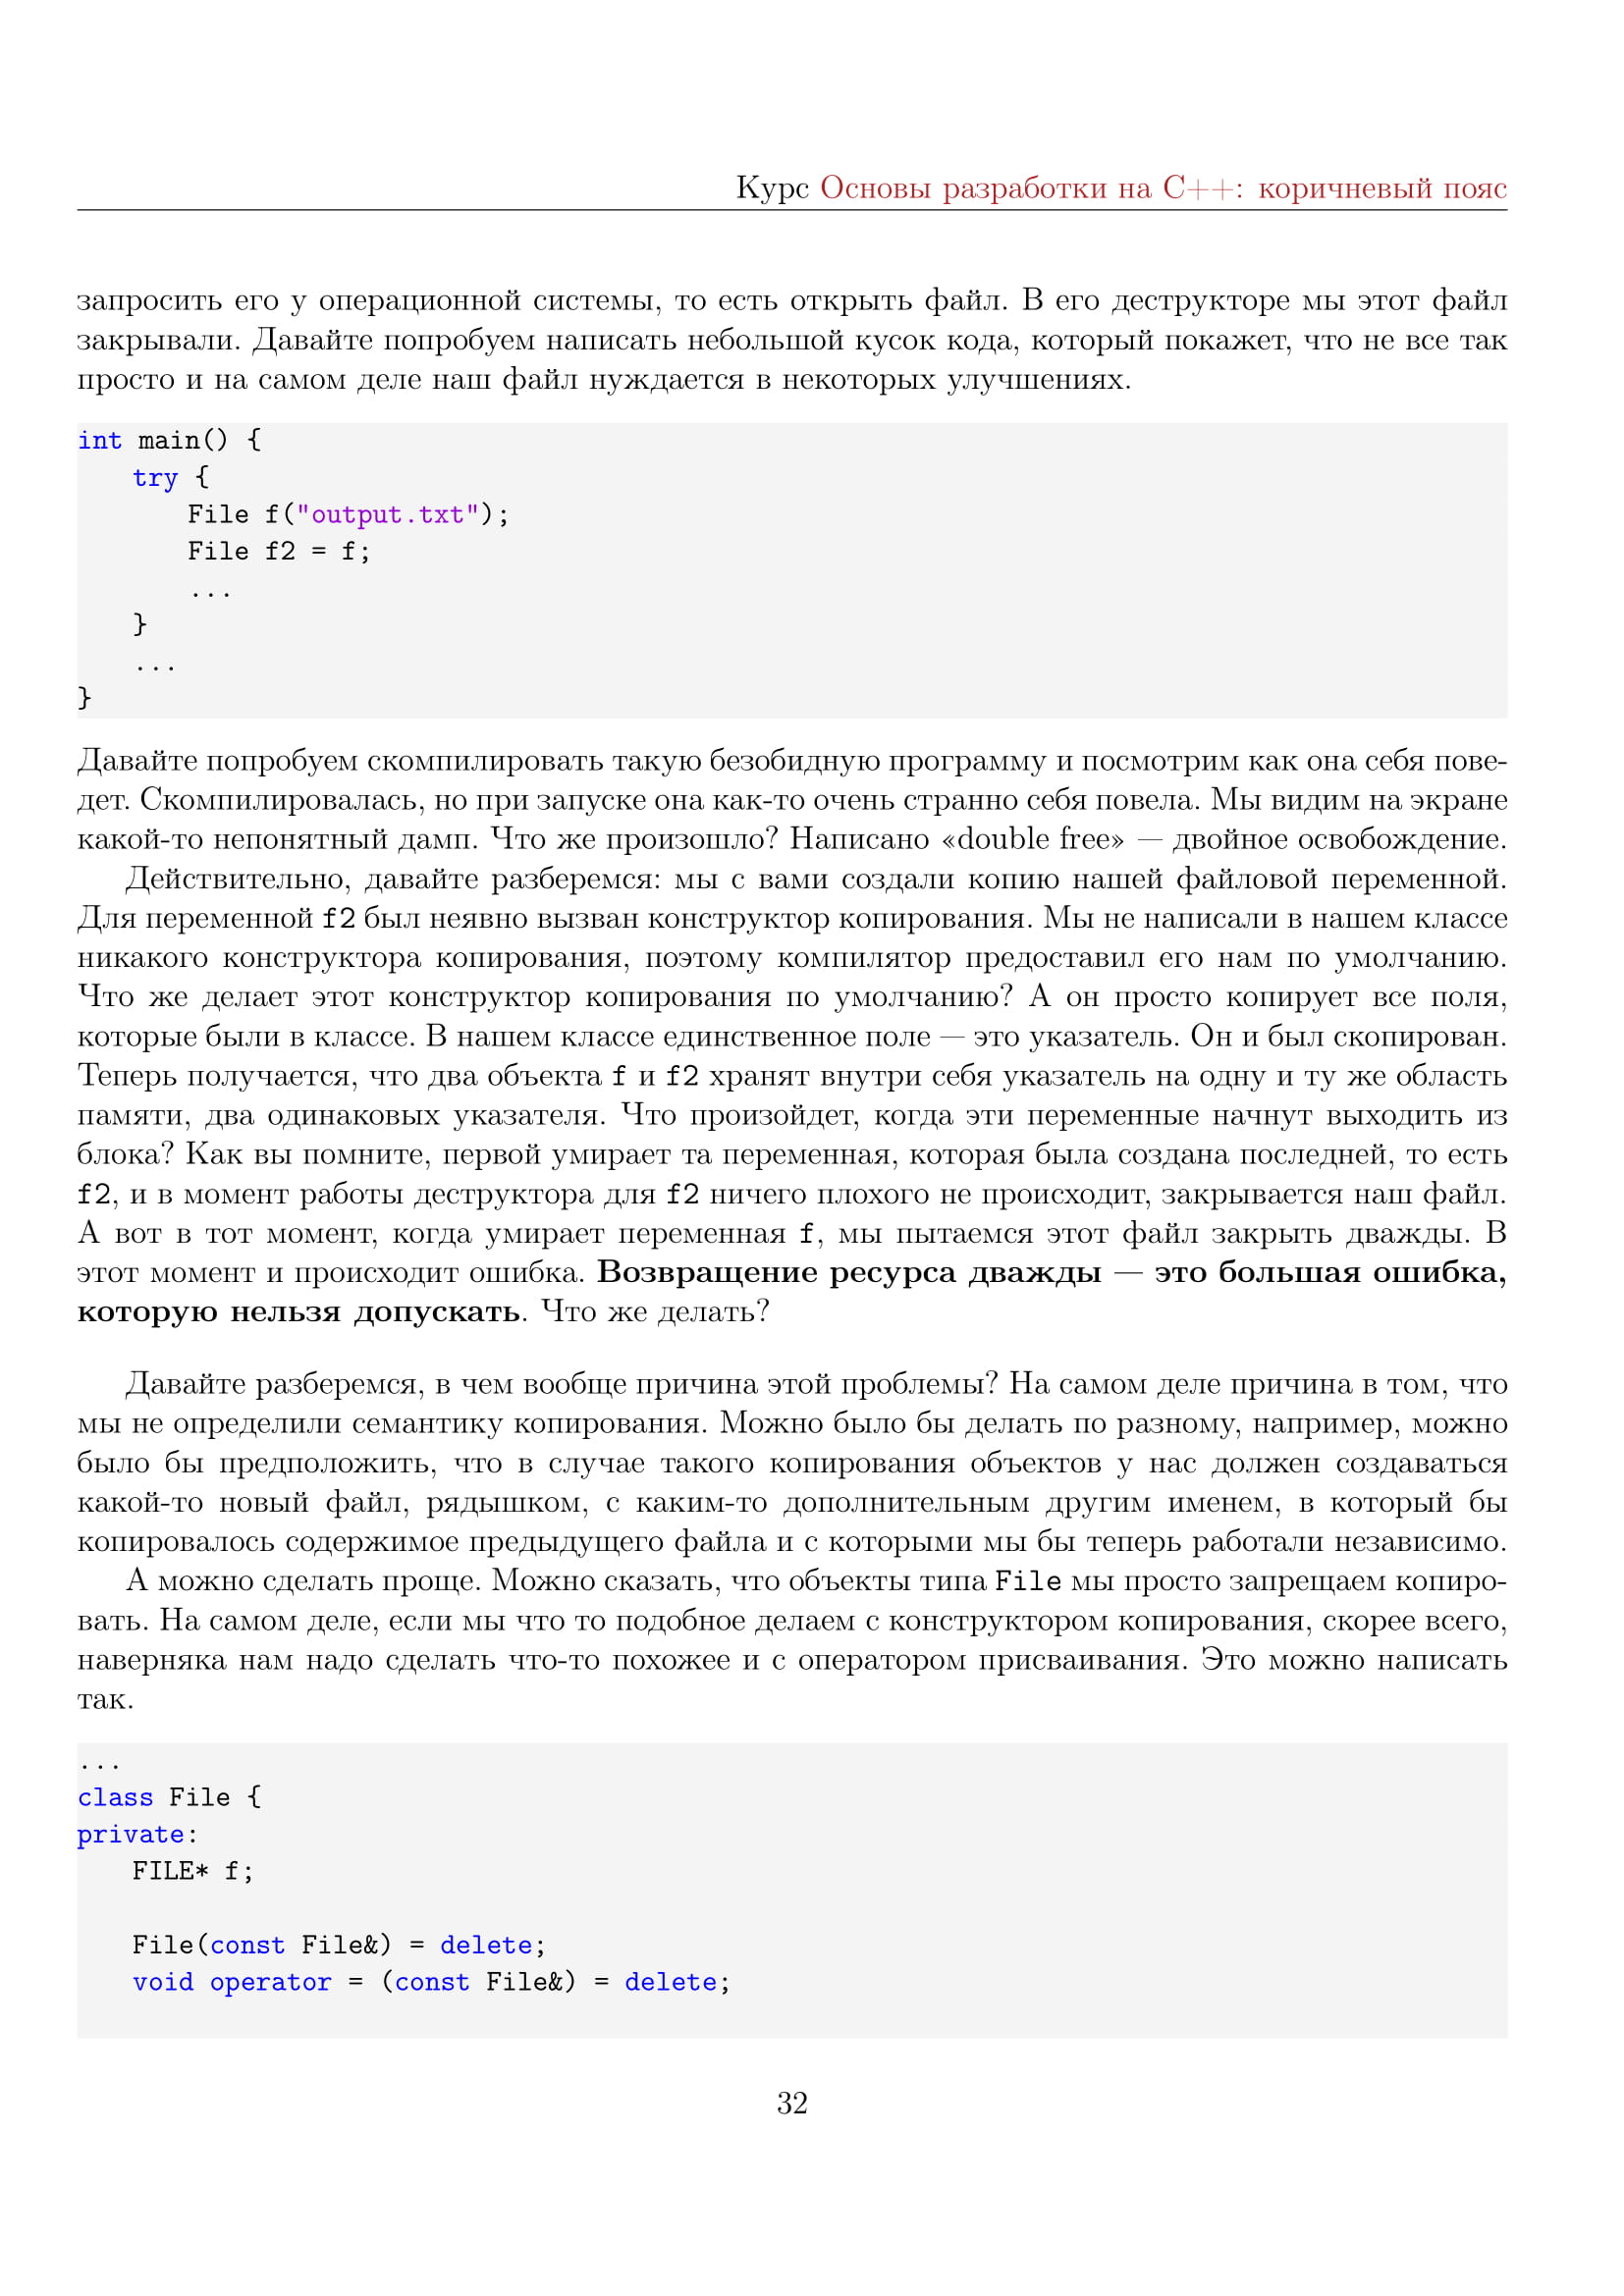 Курс Основы разработки на C++: коричневый пояс
запросить его у операционной системы, то есть открыть файл. В его деструкторе мы этот файл
закрывали. Давайте попробуем написать небольшой кусок кода, который покажет, что не все так
просто и на самом деле наш файл нуждается в некоторых улучшениях.
int main() {
    try {
        File f("output.txt");
        File f2 = f;
        ...
    }
    ...
}
Давайте попробуем скомпилировать такую безобидную программу и посмотрим как она себя пове-
дет. Скомпилировалась, но при запуске она как-то очень странно себя повела. Мы видим на экране
какой-то непонятный дамп. Что же произошло? Написано «double free» — двойное освобождение.
Действительно, давайте разберемся: мы с вами создали копию нашей файловой переменной.
Для переменной f2 был неявно вызван конструктор копирования. Мы не написали в нашем классе
никакого конструктора копирования, поэтому компилятор предоставил его нам по умолчанию.
Что же делает этот конструктор копирования по умолчанию? А он просто копирует все поля,
которые были в классе. В нашем классе единственное поле — это указатель. Он и был скопирован.
Теперь получается, что два объекта f и f2 хранят внутри себя указатель на одну и ту же область
памяти, два одинаковых указателя. Что произойдет, когда эти переменные начнут выходить из
блока? Как вы помните, первой умирает та переменная, которая была создана последней, то есть
f2, и в момент работы деструктора для f2 ничего плохого не происходит, закрывается наш файл.
А вот в тот момент, когда умирает переменная f, мы пытаемся этот файл закрыть дважды. В
этот момент и происходит ошибка. Возвращение ресурса дважды — это большая ошибка,
которую нельзя допускать. Что же делать?
Давайте разберемся, в чем вообще причина этой проблемы? На самом деле причина в том, что
мы не определили семантику копирования. Можно было бы делать по разному, например, можно
было бы предположить, что в случае такого копирования объектов у нас должен создаваться
какой-то новый файл, рядышком, с каким-то дополнительным другим именем, в который бы
копировалось содержимое предыдущего файла и с которыми мы бы теперь работали независимо.
А можно сделать проще. Можно сказать, что объекты типа File мы просто запрещаем копиро-
вать. На самом деле, если мы что то подобное делаем с конструктором копирования, скорее всего,
наверняка нам надо сделать что-то похожее и с оператором присваивания. Это можно написать
так.
...
class File {
private:
    FILE* f;
    File(const File&) = delete;
    void operator = (const File&) = delete;
32